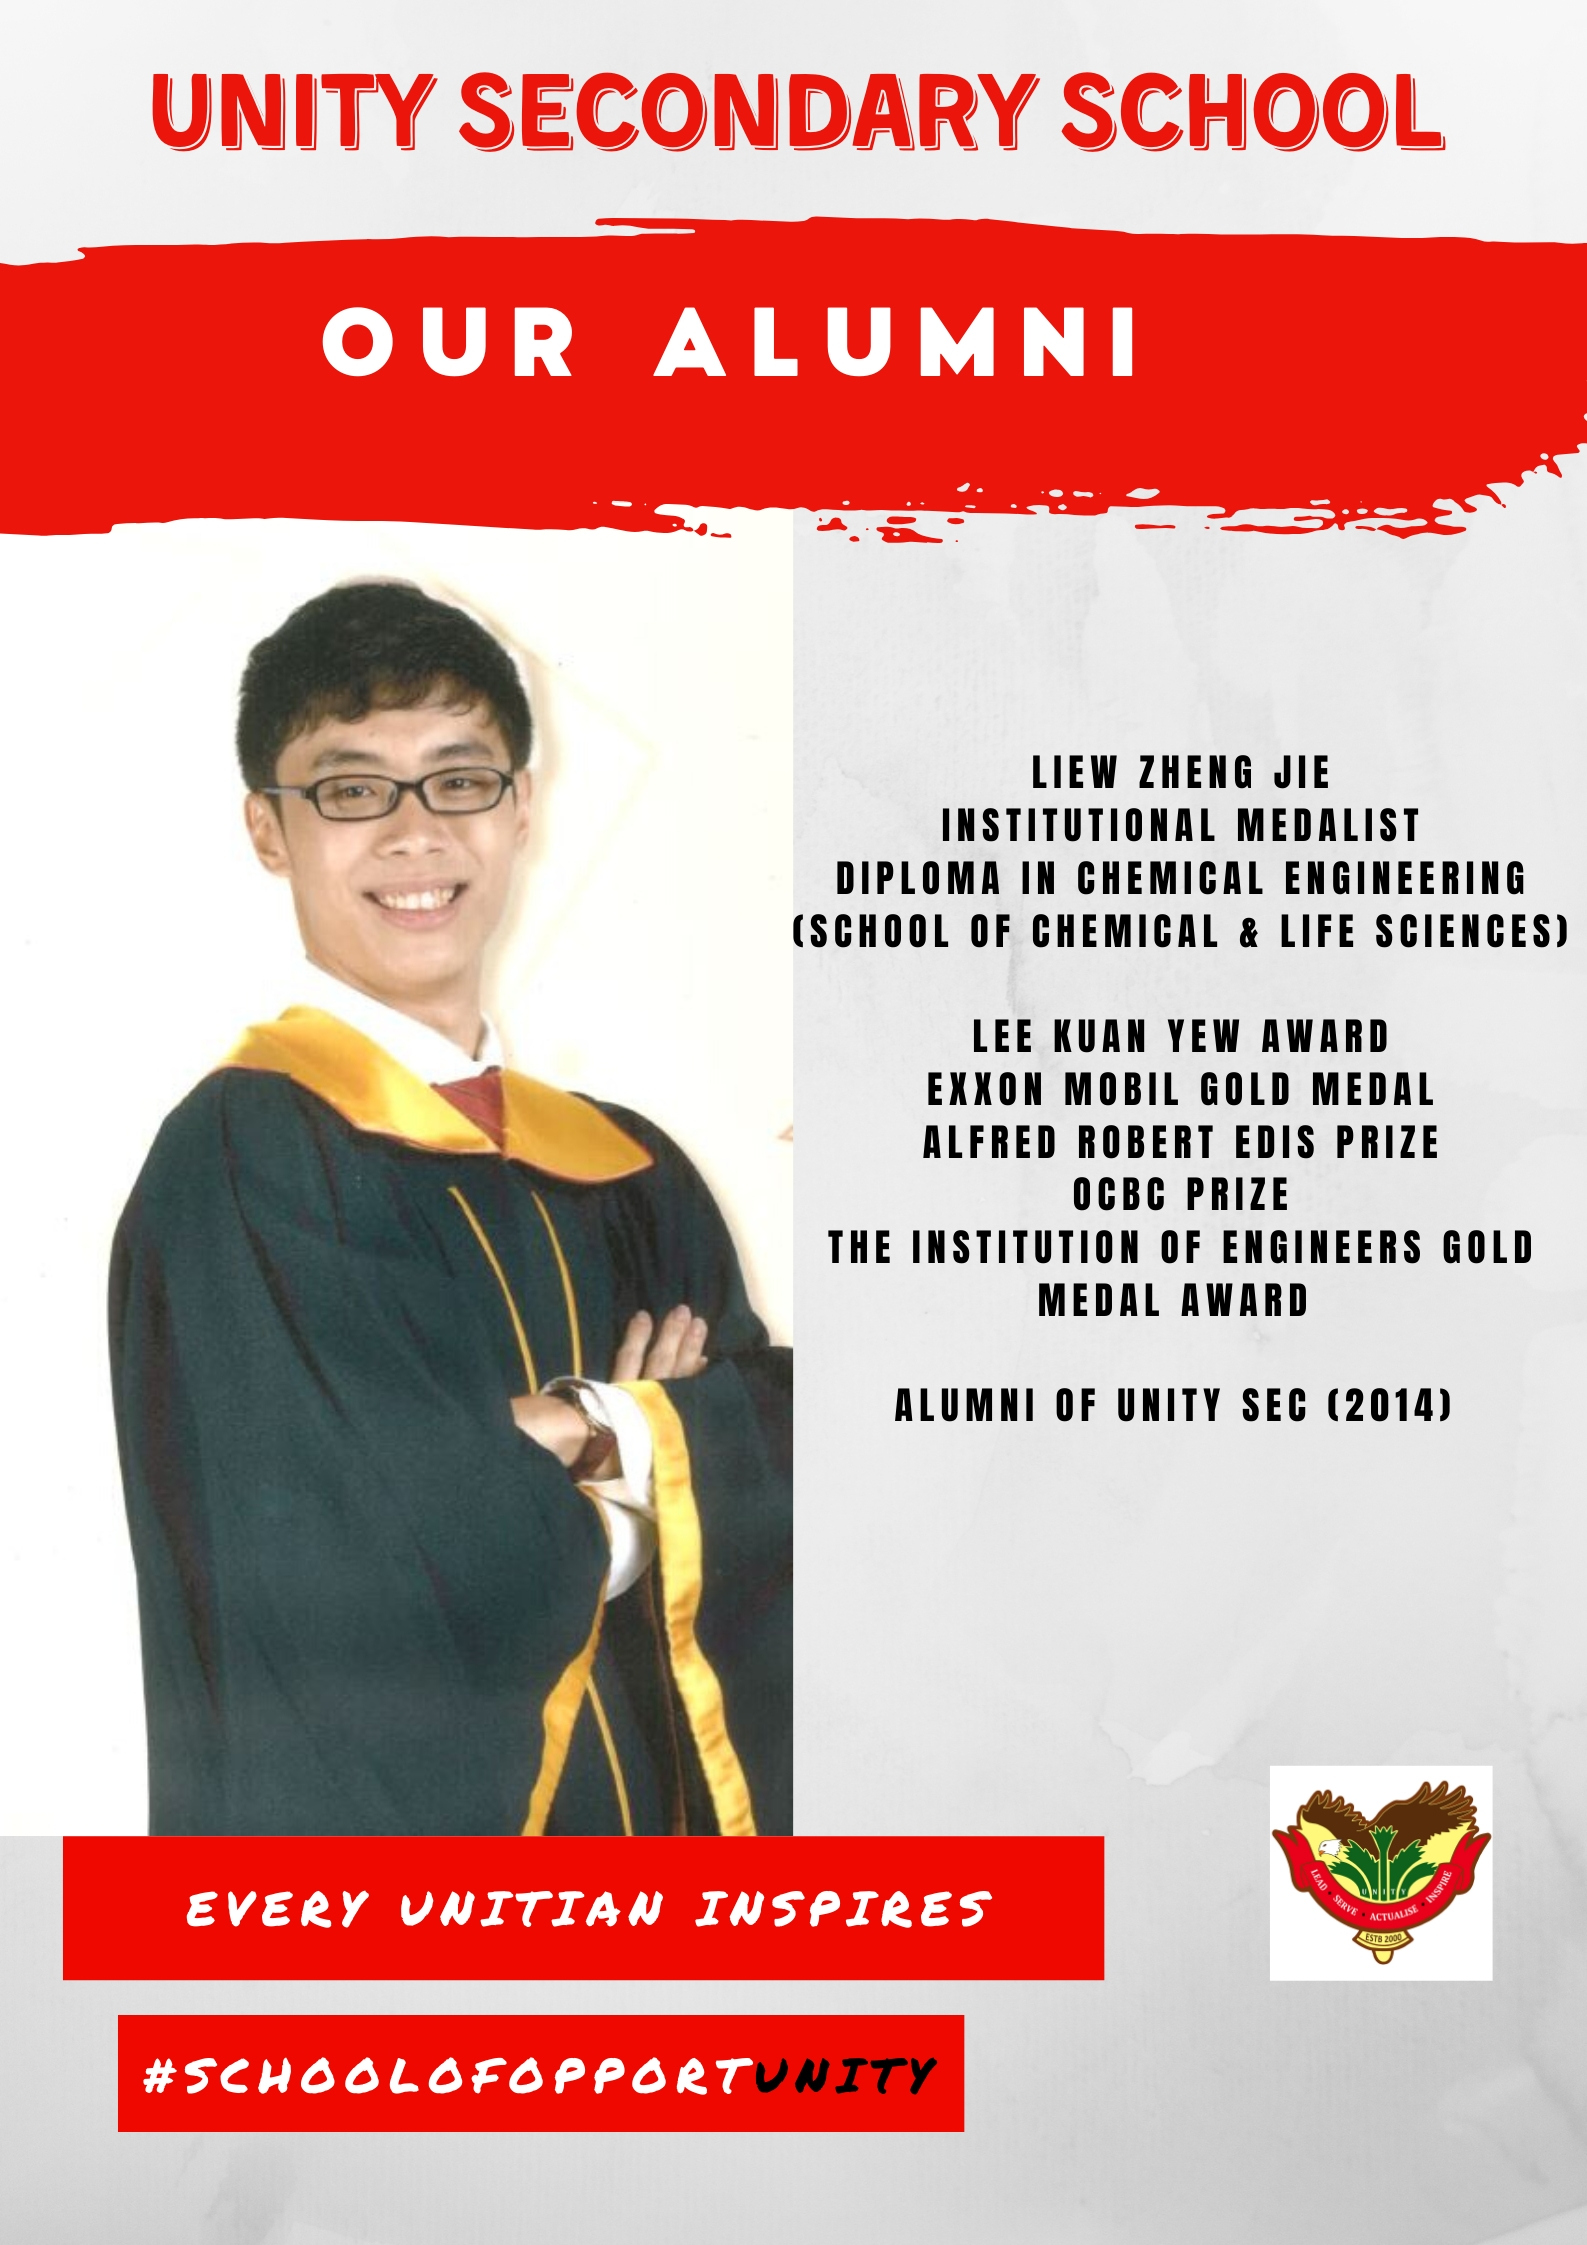 UNITY SECONDARY SCHOOL
OUR ALUMNI
LIEW ZHENG JIE
INSTITUTIONAL MEDALIST
DIPLOMA IN CHEMICAL ENGINEERING
(SCHOOL OF CHEMICAL & LIFE SCIENCES)
LEE KUAN YEW AWARD
EXXON MOBIL GOLD MEDAL
ALFRED ROBERT EDIS PRIZE
OCBC PRIZE
THE INSTITUTION OF ENGINEERS GOLD
MEDAL AWARD
ALUMNI OF UNITY SEC (2014)
EVERY UNITIAN INSPIRES
UNITY
LEAD • SERVE • ACTUALISE • INSPIRE
ESTB 2000
#SCHOOLOFOPPORTUNITY